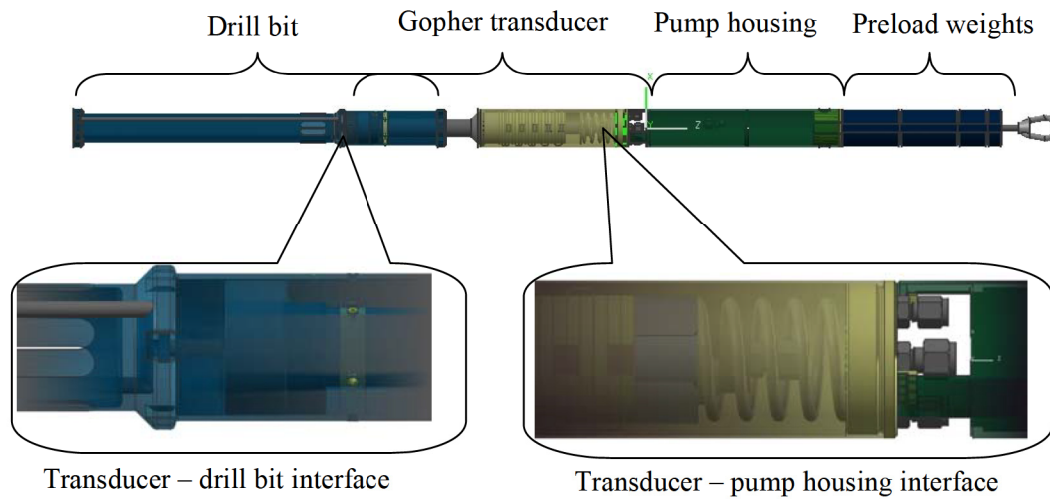 Drill bit
Gopher transducer
Pump housing
Preload weights
X
Y
Z
Transducer – drill bit interface
Transducer – pump housing interface